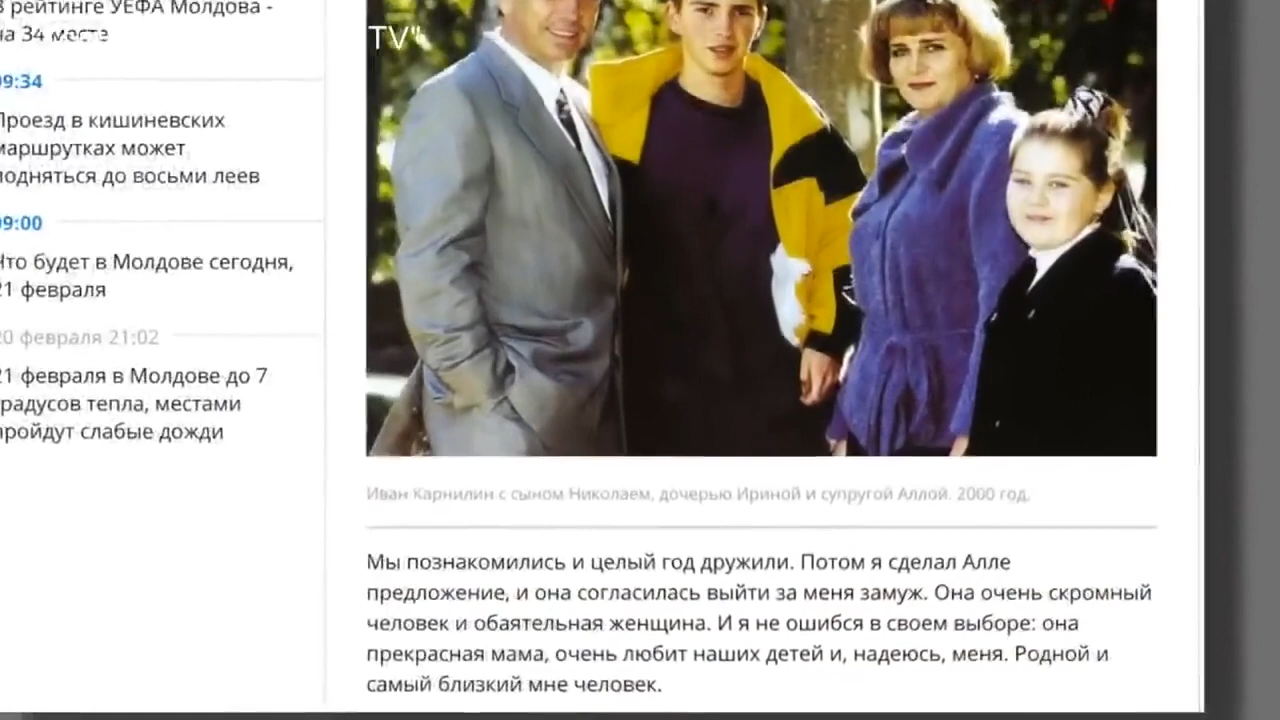 рейтинге УЕФА Молдова -
на 34 месте
TV"
09:34
Проезд в кишиневских
маршрутках может
подняться до восьми леев
09:00
Что будет в Молдове сегодня,
21 февраля
20 февраля 21:02
21 февраля в Молдове до 7
градусов тепла, местами
пройдут слабые дожди
Иван Карнилин с сыном Николаем, дочерью Ириной и супругой Аллой. 2000 год.
Мы познакомились и целый год дружили. Потом я сделал Алле
предложение, и она согласилась выйти за меня замуж. Она очень скромный
человек и обаятельная женщина. И я не ошибся в своем выборе: она
прекрасная мама, очень любит наших детей и, надеюсь, меня. Родной и
самый близкий мне человек.